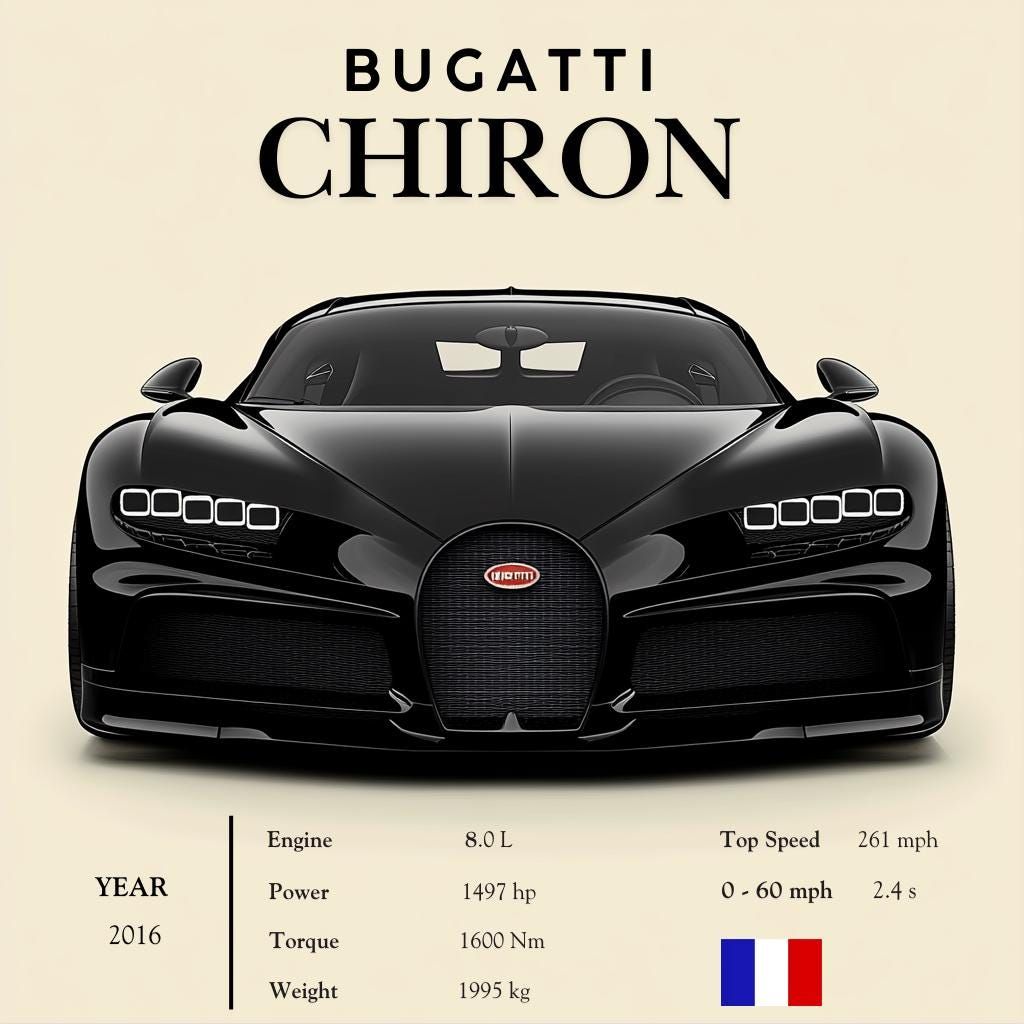 BUGATTI
CHIRON
YEAR
2016
Engine 8.0 L
Power 1497 hp
Torque 1600 Nm
Weight 1995 kg
Top Speed 261 mph
0 - 60 mph 2.4 s